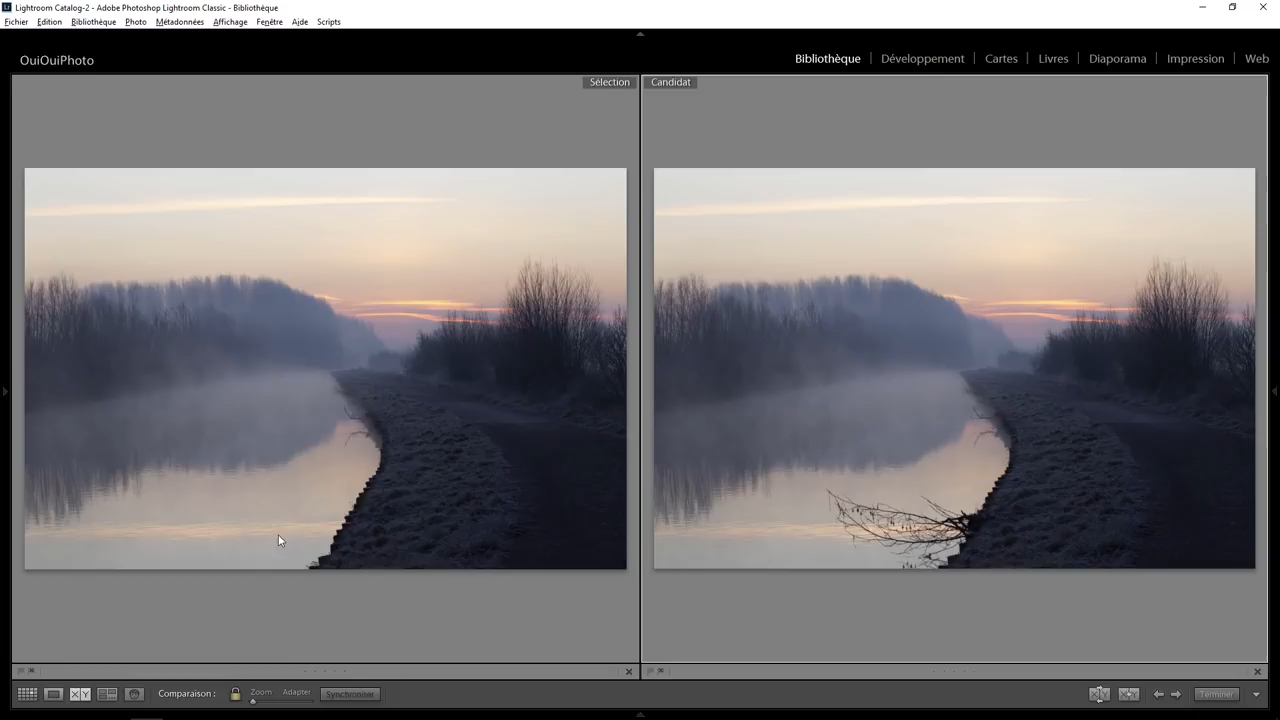 Lightroom Catalog-2 - Adobe Photoshop Lightroom Classic - Bibliothèque
Fichier Édition Bibliothèque Photo Métadonnées Affichage Fenêtre Aide Scripts
OuiOuiPhoto
Bibliothèque | Développement | Cartes | Livres | Diaporama | Impression | Web
Sélection
Candidat
Comparaison : Zoom Adapter Synchroniser Terminer